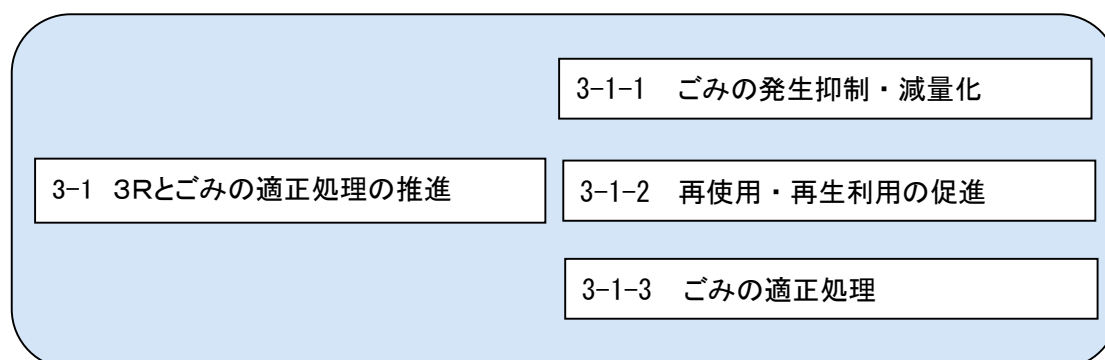 3-1-1　ごみの発生抑制・減量化
3-1　３Rとごみの適正処理の推進
3-1-2　再使用・再生利用の促進
3-1-3　ごみの適正処理